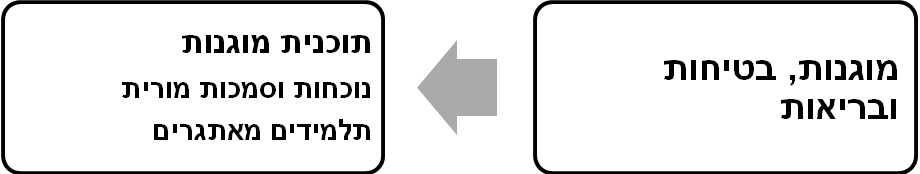 מוגנות, בטיחות
ובריאות
תוכנית מוגנות
נוכחות וסמכות מורית
תלמידים מאתגרים